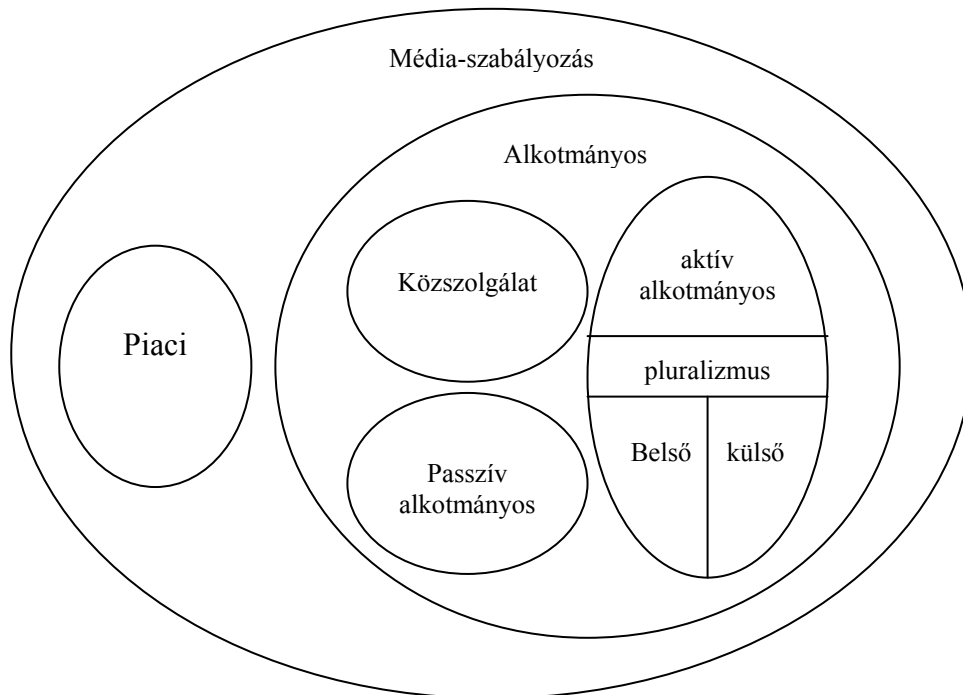 Média-szabályozás
Alkotmányos
Közszolgálat
aktív
alkotmányos
Piaci
pluralizmus
Belső
külső
Passzív
alkotmányos